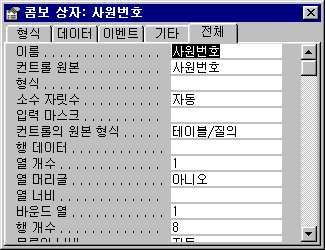 콤보 상자: 사원번호
형식 데이터 이벤트 기타 전체
이름 사원번호
컨트롤 원본 사원번호
형식
소수 자릿수 자동
입력 마스크
컨트롤의 원본 형식 테이블/질의
행 데이터
열 개수 1
열 머리글 아니오
열 너비
바운드 열 1
행 개수 8